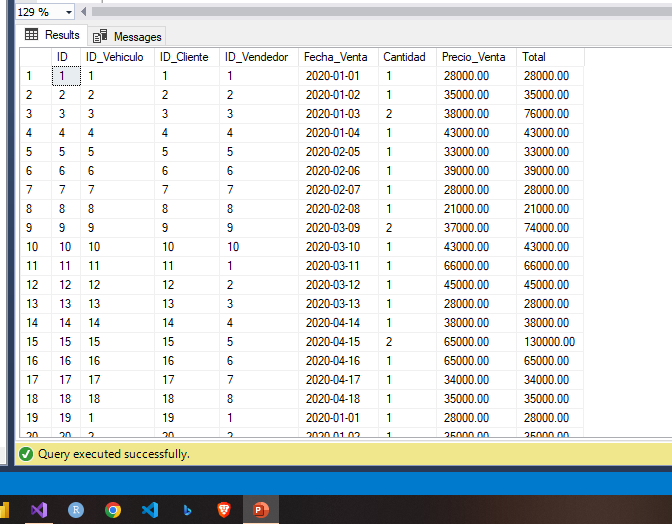 129 %
Results Messages
ID ID_Vehiculo ID_Cliente ID_Vendedor Fecha_Venta Cantidad Precio_Venta Total
1 1 1 1 1 2020-01-01 1 28000.00 28000.00
2 2 2 2 2 2020-01-02 1 35000.00 35000.00
3 3 3 3 3 2020-01-03 2 38000.00 76000.00
4 4 4 4 4 2020-01-04 1 43000.00 43000.00
5 5 5 5 5 2020-02-05 1 33000.00 33000.00
6 6 6 6 6 2020-02-06 1 39000.00 39000.00
7 7 7 7 7 2020-02-07 1 28000.00 28000.00
8 8 8 8 8 2020-02-08 1 21000.00 21000.00
9 9 9 9 9 2020-03-09 2 37000.00 74000.00
10 10 10 10 10 2020-03-10 1 43000.00 43000.00
11 11 11 11 1 2020-03-11 1 66000.00 66000.00
12 12 12 12 2 2020-03-12 1 45000.00 45000.00
13 13 13 13 3 2020-03-13 1 28000.00 28000.00
14 14 14 14 4 2020-04-14 1 38000.00 38000.00
15 15 15 15 5 2020-04-15 2 65000.00 130000.00
16 16 16 16 6 2020-04-16 1 65000.00 65000.00
17 17 17 17 7 2020-04-17 1 34000.00 34000.00
18 18 18 18 8 2020-04-18 1 35000.00 35000.00
19 19 1 19 1 2020-01-01 1 28000.00 28000.00
20 20 2 20 2 2020-01-02 1 35000.00 35000.00
Query executed successfully.